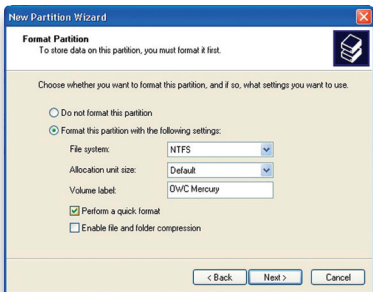 New Partition Wizard
Format Partition
To store data on this partition, you must format it first.
Choose whether you want to format this partition, and if so, what settings you want to use.
Do not format this partition
Format this partition with the following settings:
File system: NTFS
Allocation unit size: Default
Volume label: OWC Mercury
Perform a quick format
Enable file and folder compression
< Back Next > Cancel